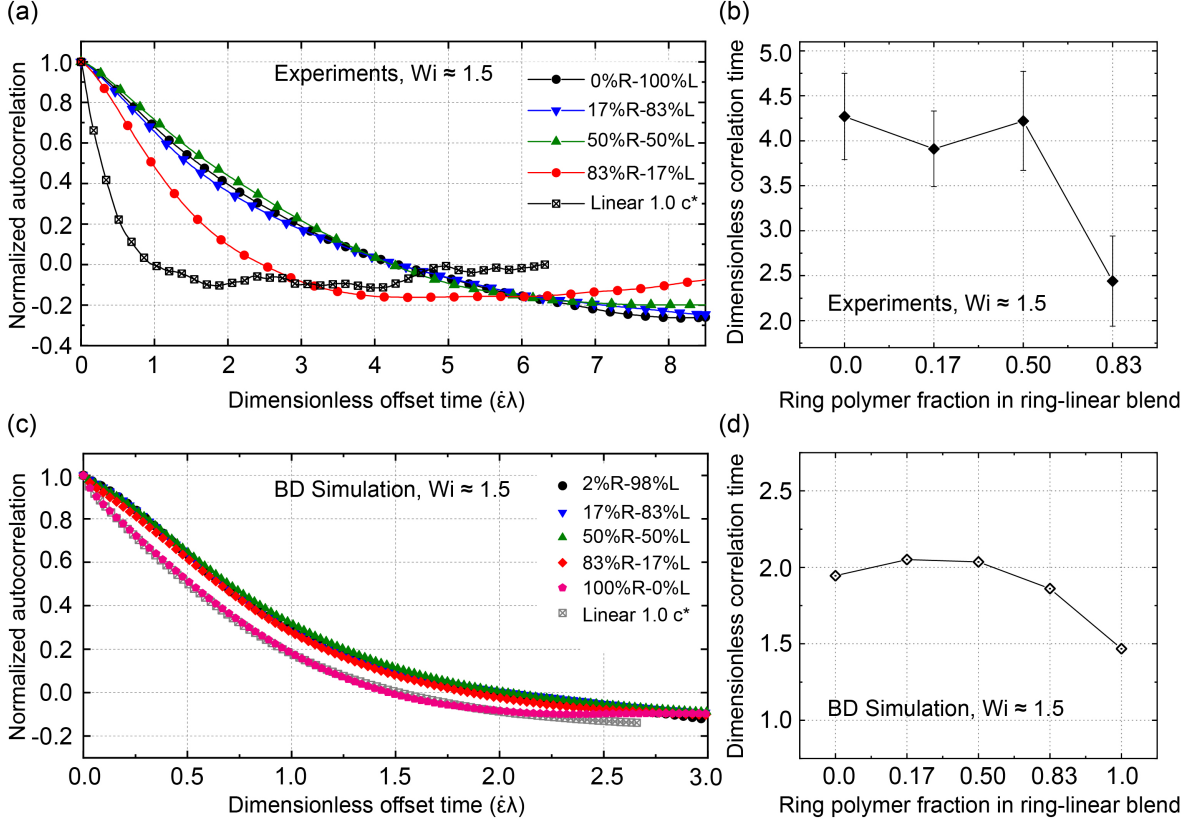 (a)
Normalized autocorrelation
1.0
0.8
0.6
0.4
0.2
0.0
-0.2
-0.4
Experiments, Wi ≈ 1.5
0%R-100%L
17%R-83%L
50%R-50%L
83%R-17%L
Linear 1.0 c*
0 1 2 3 4 5 6 7 8
Dimensionless offset time (ε̇λ)
(b)
Dimensionless correlation time
5.0
4.5
4.0
3.5
3.0
2.5
2.0
Experiments, Wi ≈ 1.5
0.0 0.17 0.50 0.83
Ring polymer fraction in ring-linear blend
(c)
Normalized autocorrelation
1.0
0.8
0.6
0.4
0.2
0.0
-0.2
BD Simulation, Wi ≈ 1.5
2%R-98%L
17%R-83%L
50%R-50%L
83%R-17%L
100%R-0%L
Linear 1.0 c*
0.0 0.5 1.0 1.5 2.0 2.5 3.0
Dimensionless offset time (ε̇λ)
(d)
Dimensionless correlation time
2.5
2.0
1.5
1.0
BD Simulation, Wi ≈ 1.5
0.0 0.17 0.50 0.83 1.0
Ring polymer fraction in ring-linear blend